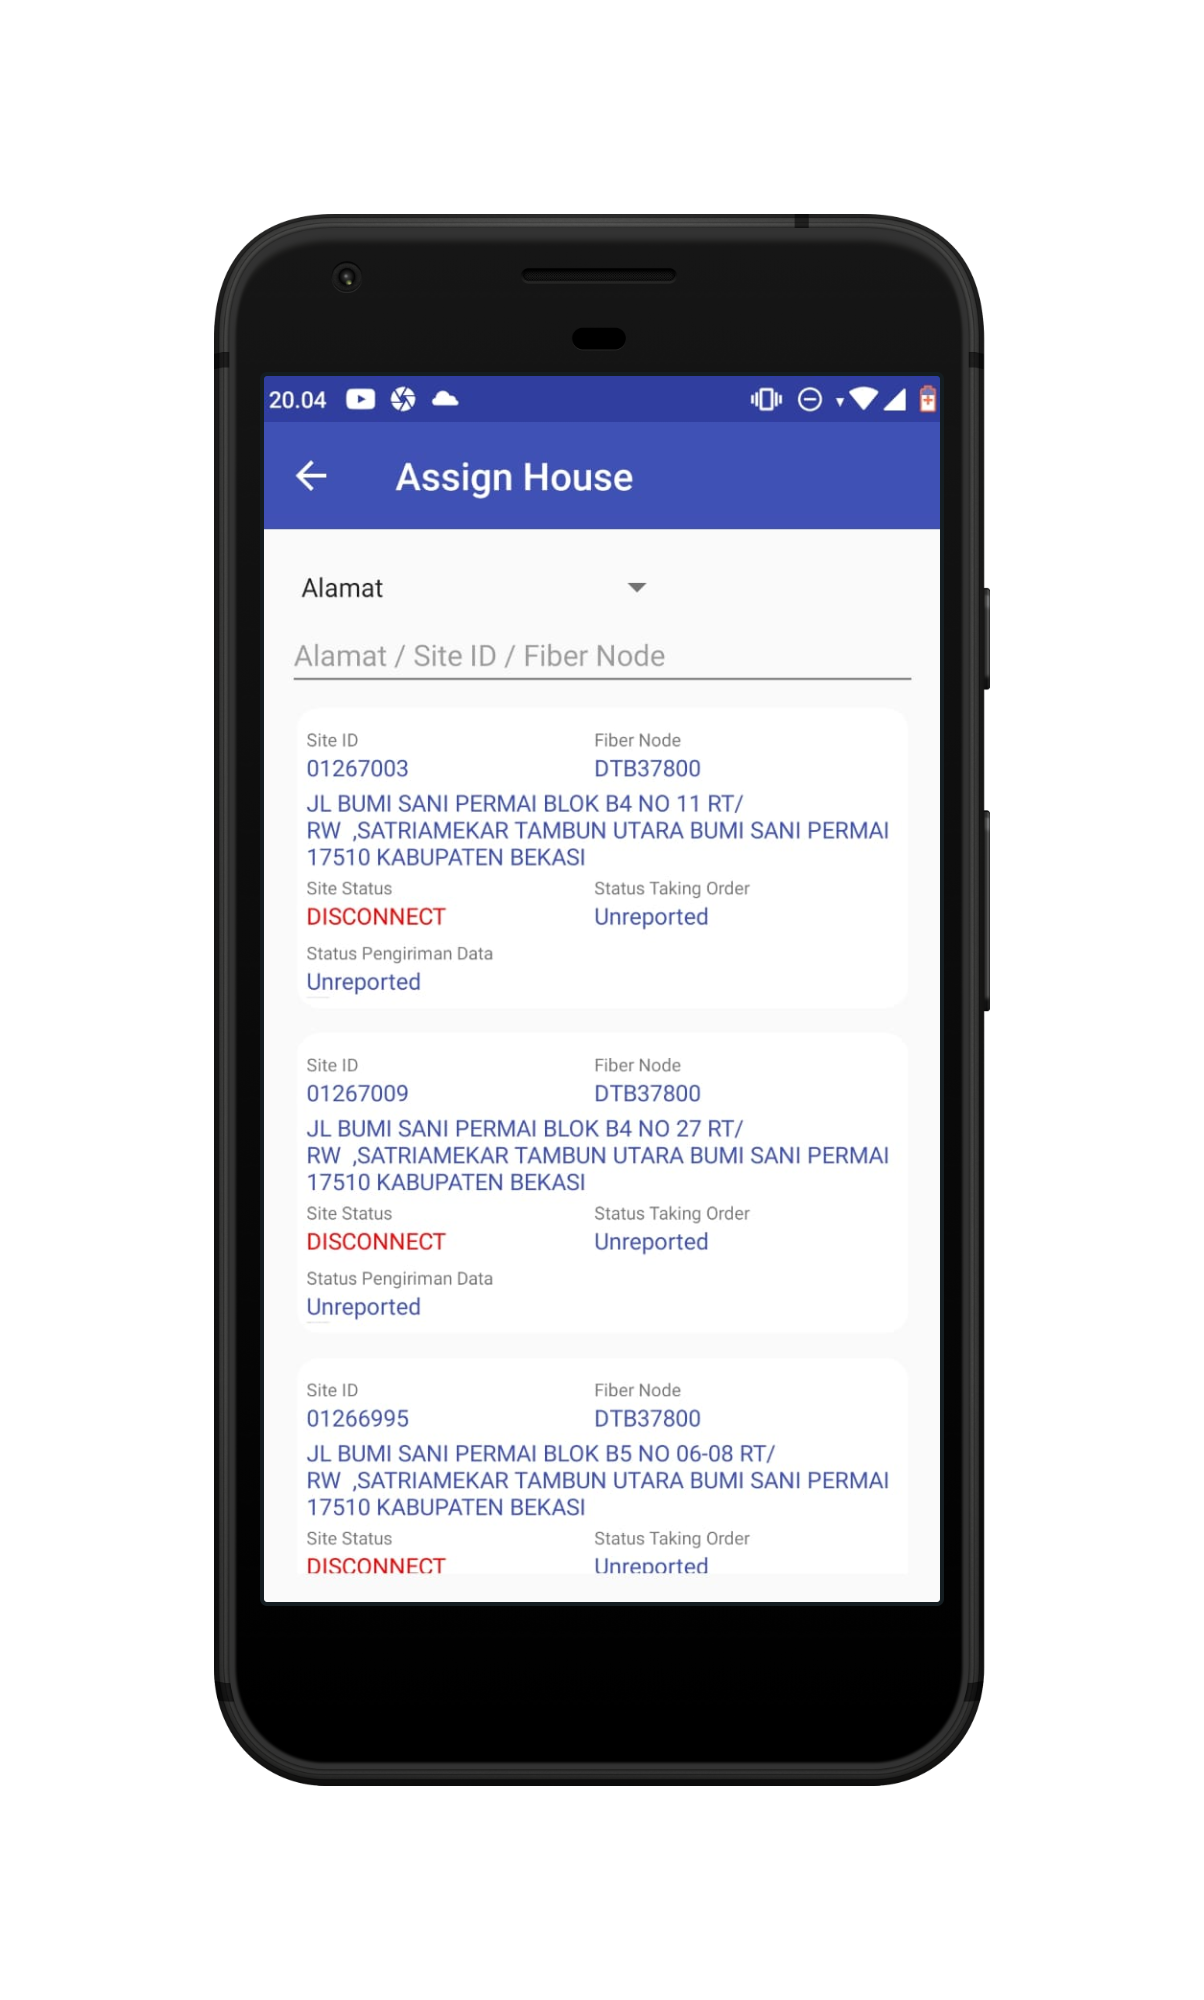 20.04
Assign House
Alamat
Alamat / Site ID / Fiber Node
Site ID Fiber Node
01267003 DTB37800
JL BUMI SANI PERMAI BLOK B4 NO 11 RT/
RW  ,SATRIAMEKAR TAMBUN UTARA BUMI SANI PERMAI
17510 KABUPATEN BEKASI
Site Status Status Taking Order
DISCONNECT Unreported
Status Pengiriman Data
Unreported
Site ID Fiber Node
01267009 DTB37800
JL BUMI SANI PERMAI BLOK B4 NO 27 RT/
RW  ,SATRIAMEKAR TAMBUN UTARA BUMI SANI PERMAI
17510 KABUPATEN BEKASI
Site Status Status Taking Order
DISCONNECT Unreported
Status Pengiriman Data
Unreported
Site ID Fiber Node
01266995 DTB37800
JL BUMI SANI PERMAI BLOK B5 NO 06-08 RT/
RW  ,SATRIAMEKAR TAMBUN UTARA BUMI SANI PERMAI
17510 KABUPATEN BEKASI
Site Status Status Taking Order
DISCONNECT Unreported